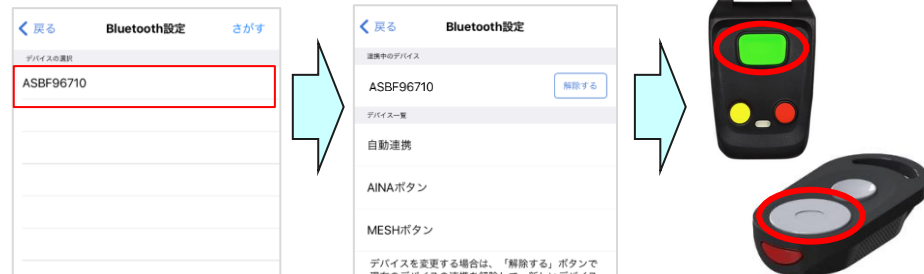 戻る
Bluetooth設定
さがす
デバイスの選択
ASBF96710
戻る
Bluetooth設定
連携中のデバイス
ASBF96710
解除する
デバイス一覧
自動連携
AINAボタン
MESHボタン
デバイスを変更する場合は、「解除する」ボタンで